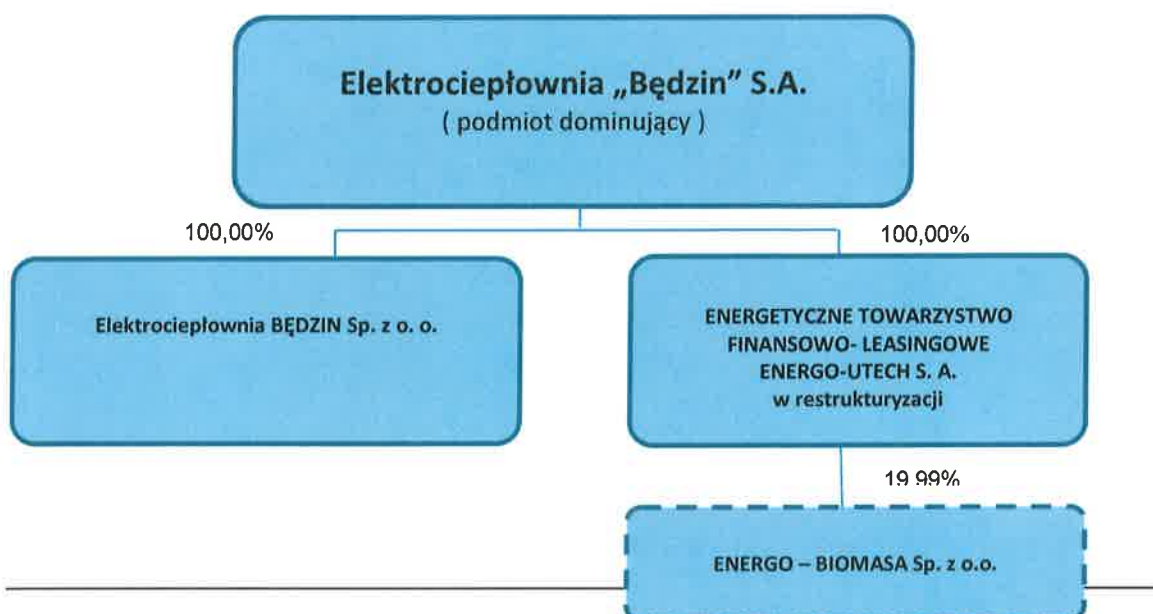 Elektrociepłownia „Będzin” S.A.
( podmiot dominujący )
100,00%
100,00%
Elektrociepłownia BĘDZIN Sp. z o. o.
ENERGETYCZNE TOWARZYSTWO
FINANSOWO- LEASINGOWE
ENERGO-UTECH S. A.
w restrukturyzacji
19,99%
ENERGO – BIOMASA Sp. z o.o.